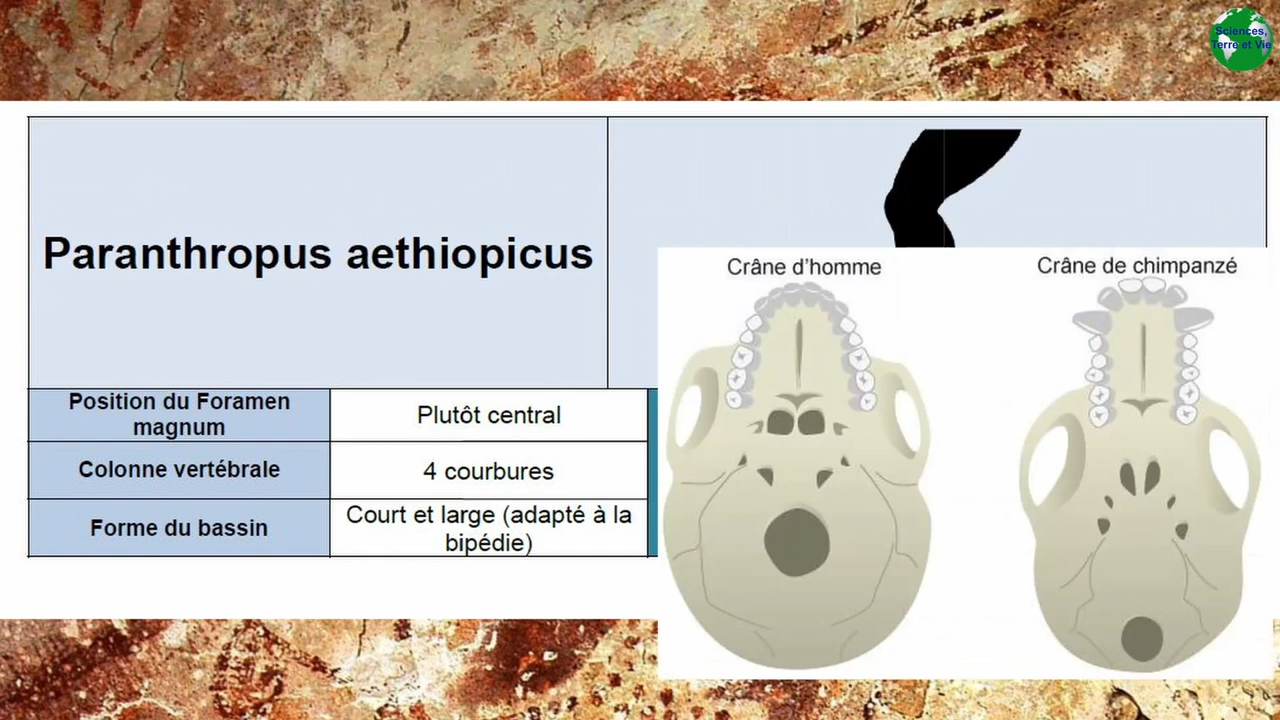 Sciences,
Terre et Vie
Paranthropus aethiopicus
Crâne d’homme
Crâne de chimpanzé
Position du Foramen
magnum
Plutôt central
Colonne vertébrale
4 courbures
Forme du bassin
Court et large (adapté à la
bipédie)